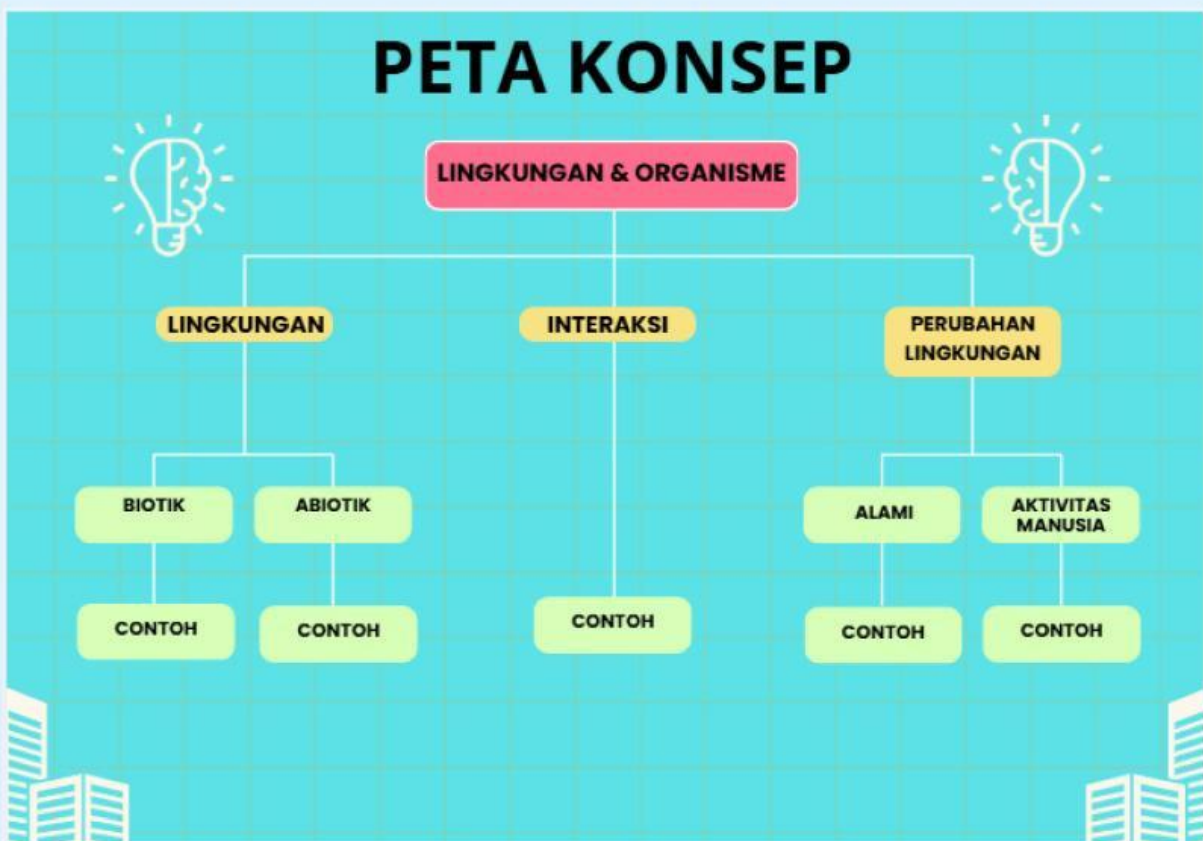 PETA KONSEP
LINGKUNGAN & ORGANISME
LINGKUNGAN
INTERAKSI
PERUBAHAN
LINGKUNGAN
BIOTIK
ABIOTIK
ALAMI
AKTIVITAS
MANUSIA
CONTOH
CONTOH
CONTOH
CONTOH
CONTOH